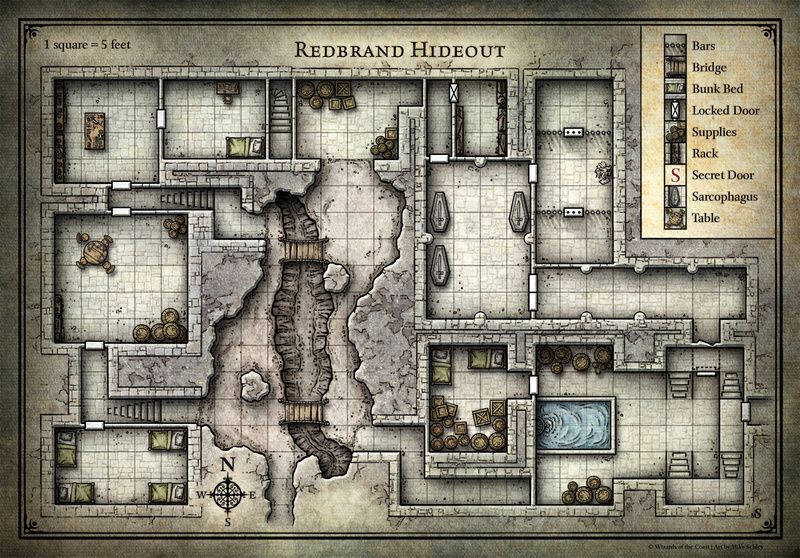 1 square = 5 feet
REDBRAND HIDEOUT
Bars
Bridge
Bunk Bed
Locked Door
Supplies
Rack
S Secret Door
Sarcophagus
Table
N
W E
S
© Wizards of the Coast | Art by Mike Schley